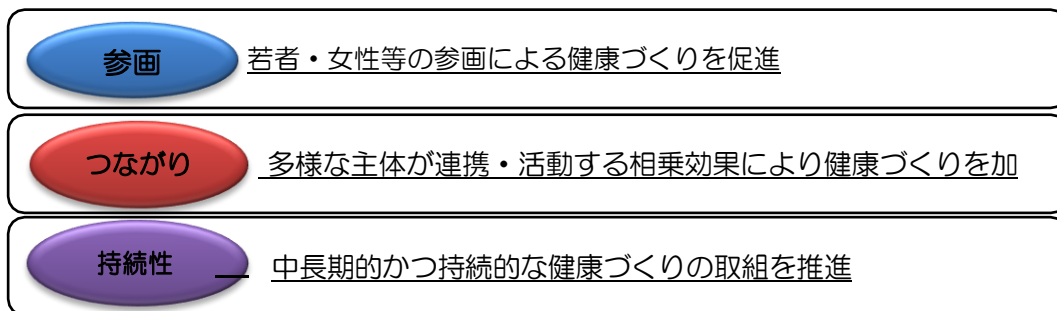 参画 若者・女性等の参画による健康づくりを促進
つながり 多様な主体が連携・活動する相乗効果により健康づくりを加
持続性 中長期的かつ持続的な健康づくりの取組を推進